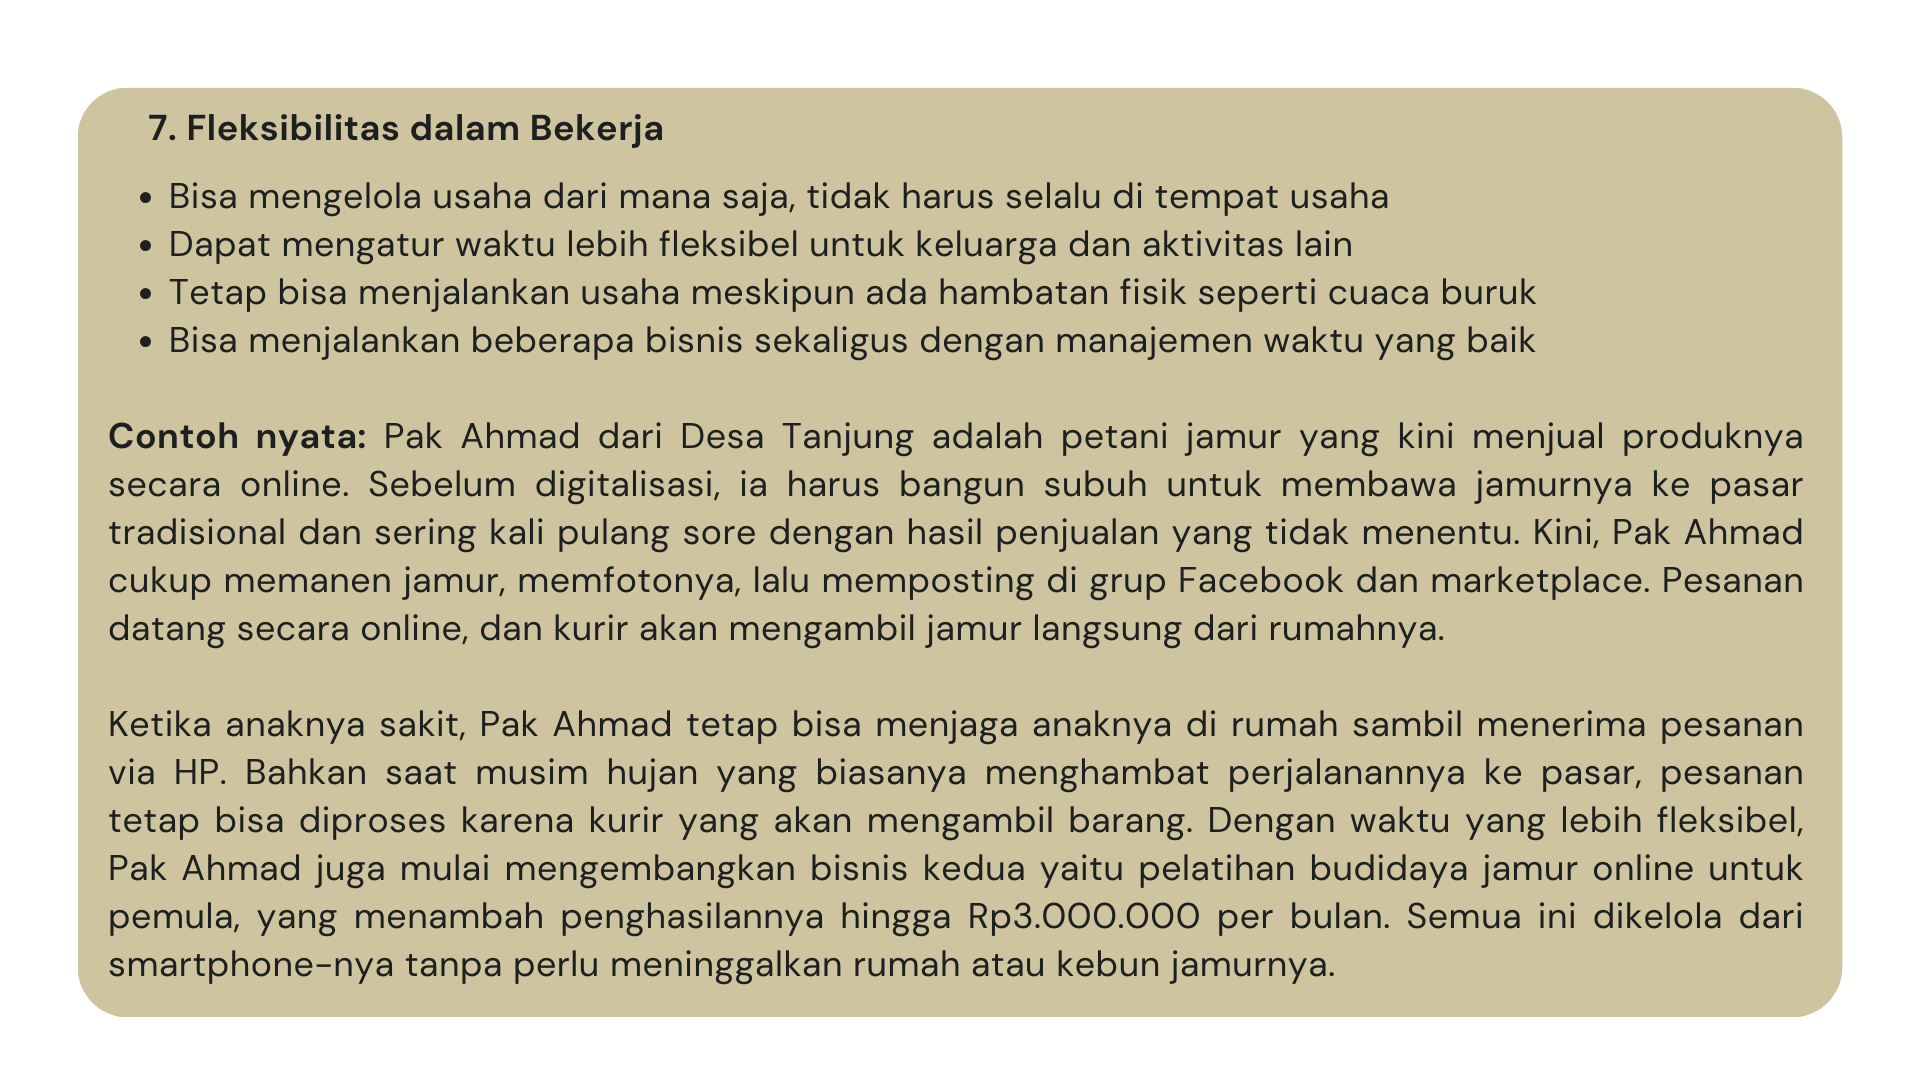 7. Fleksibilitas dalam Bekerja
• Bisa mengelola usaha dari mana saja, tidak harus selalu di tempat usaha
• Dapat mengatur waktu lebih fleksibel untuk keluarga dan aktivitas lain
• Tetap bisa menjalankan usaha meskipun ada hambatan fisik seperti cuaca buruk
• Bisa menjalankan beberapa bisnis sekaligus dengan manajemen waktu yang baik
Contoh nyata: Pak Ahmad dari Desa Tanjung adalah petani jamur yang kini menjual produknya
secara online. Sebelum digitalisasi, ia harus bangun subuh untuk membawa jamurnya ke pasar
tradisional dan sering kali pulang sore dengan hasil penjualan yang tidak menentu. Kini, Pak Ahmad
cukup memanen jamur, memfotonya, lalu memposting di grup Facebook dan marketplace. Pesanan
datang secara online, dan kurir akan mengambil jamur langsung dari rumahnya.
Ketika anaknya sakit, Pak Ahmad tetap bisa menjaga anaknya di rumah sambil menerima pesanan
via HP. Bahkan saat musim hujan yang biasanya menghambat perjalanannya ke pasar, pesanan
tetap bisa diproses karena kurir yang akan mengambil barang. Dengan waktu yang lebih fleksibel,
Pak Ahmad juga mulai mengembangkan bisnis kedua yaitu pelatihan budidaya jamur online untuk
pemula, yang menambah penghasilannya hingga Rp3.000.000 per bulan. Semua ini dikelola dari
smartphone-nya tanpa perlu meninggalkan rumah atau kebun jamurnya.